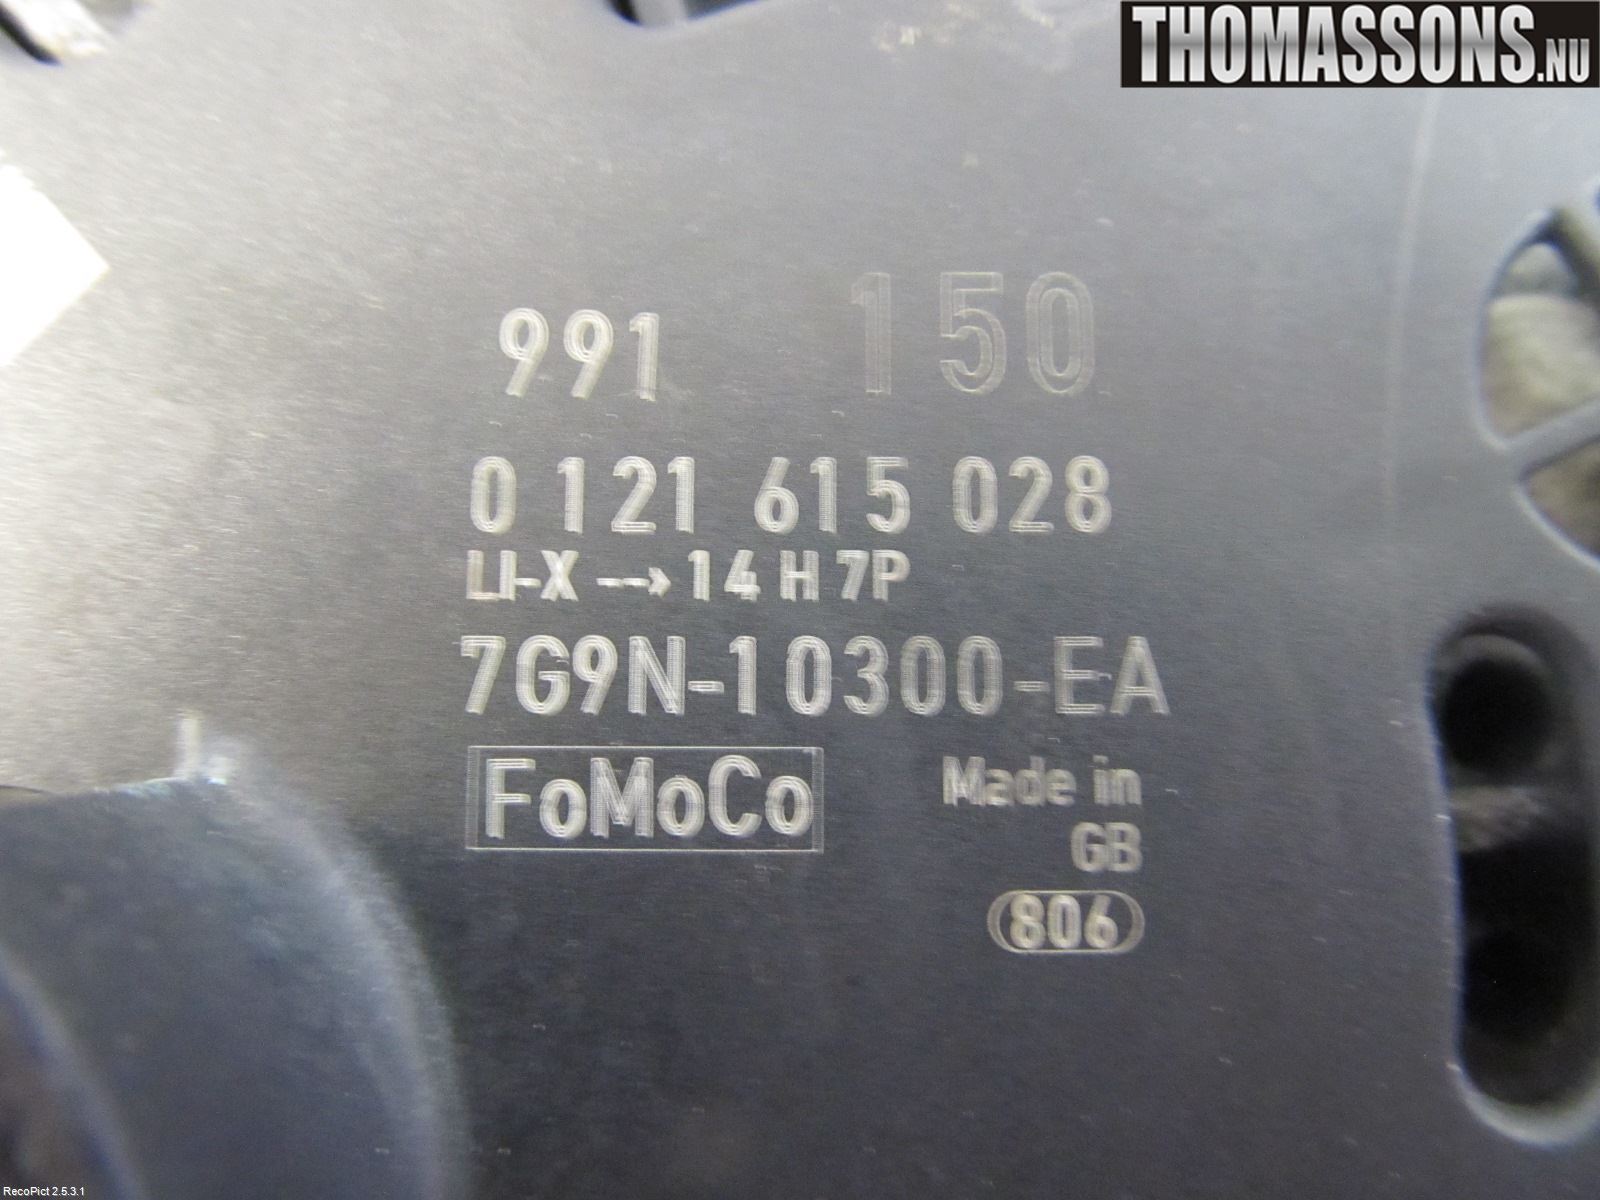 THOMASSONS.NU
991 150
0 121 615 028
LI-X --→ 14 H 7P
7G9N-10300-EA
FoMoCo
Made in
GB
806
RecoPict 2.5.3.1